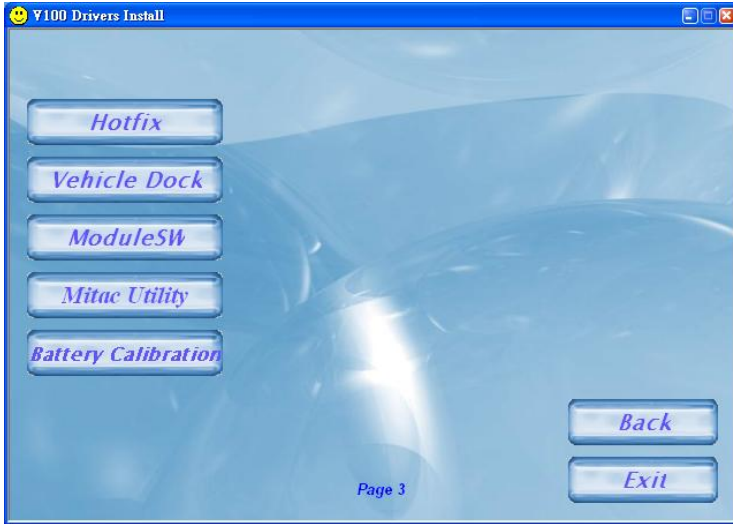 V100 Drivers Install
Hotfix
Vehicle Dock
ModuleSW
Mitac Utility
Battery Calibration
Back
Exit
Page 3